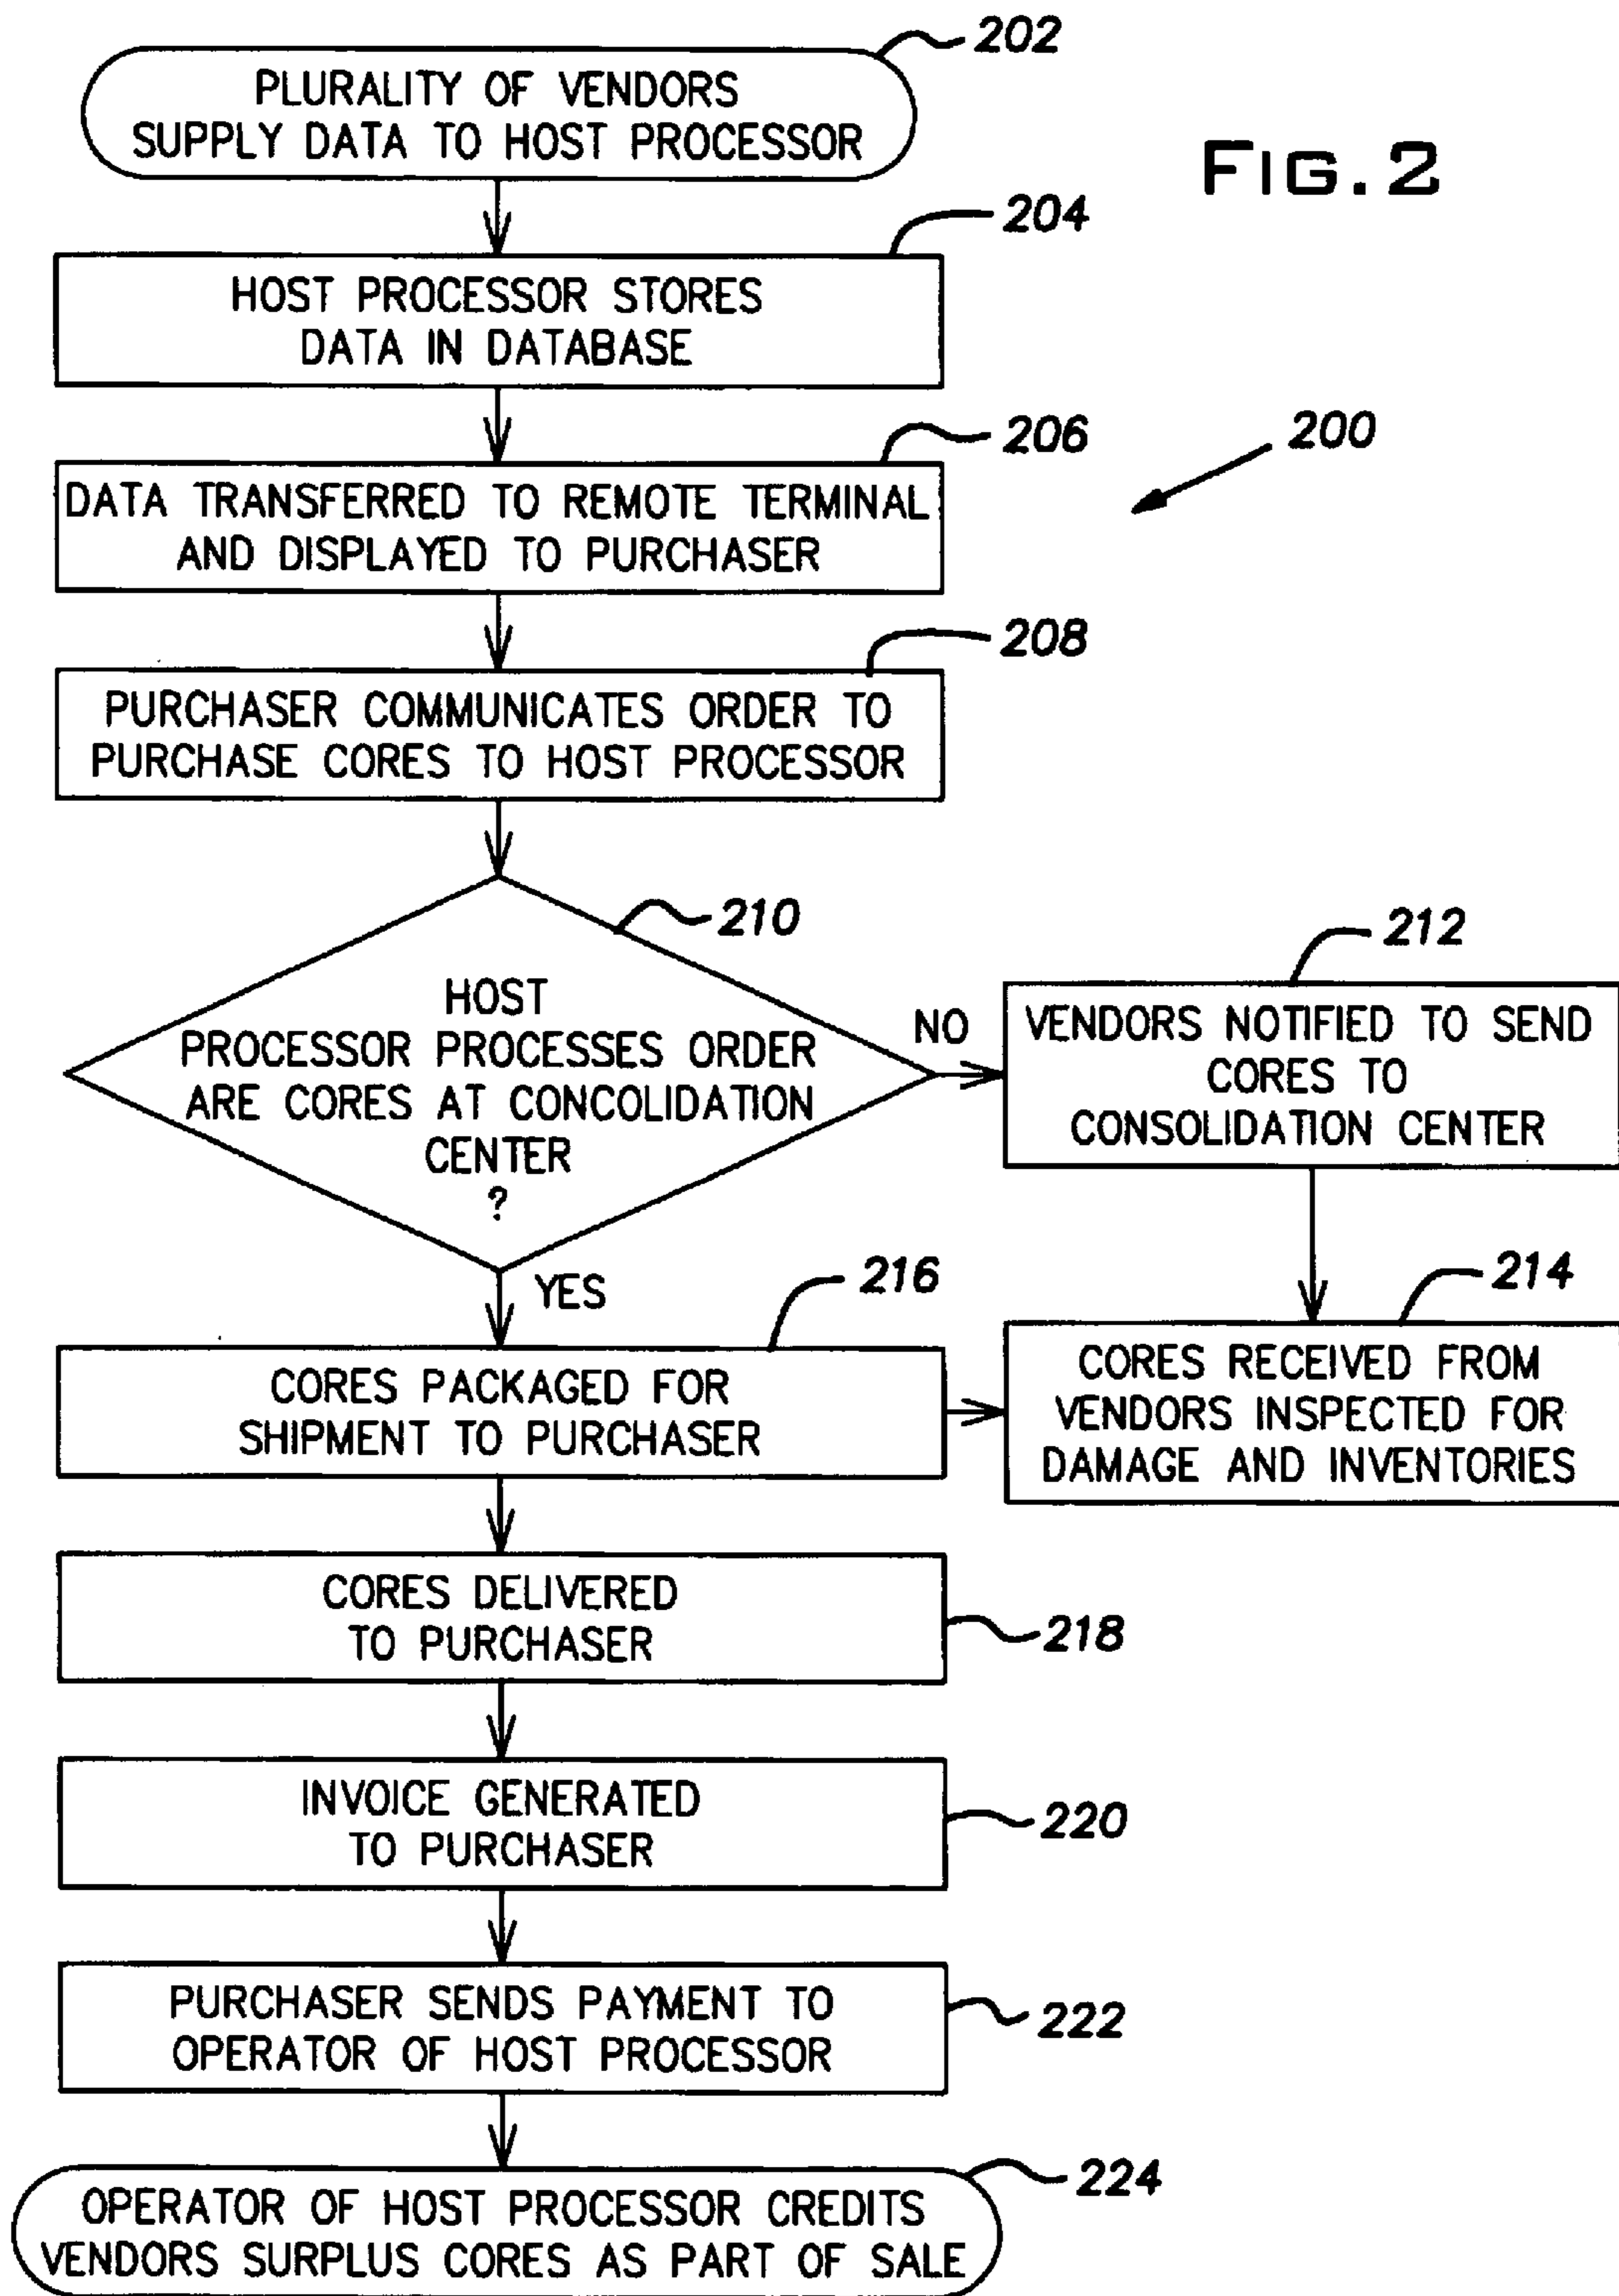 202
PLURALITY OF VENDORS
SUPPLY DATA TO HOST PROCESSOR
FIG. 2
204
HOST PROCESSOR STORES
DATA IN DATABASE
206
200
DATA TRANSFERRED TO REMOTE TERMINAL
AND DISPLAYED TO PURCHASER
208
PURCHASER COMMUNICATES ORDER TO
PURCHASE CORES TO HOST PROCESSOR
210
HOST
PROCESSOR PROCESSES ORDER
ARE CORES AT CONCOLIDATION
CENTER
?
NO
212
VENDORS NOTIFIED TO SEND
CORES TO
CONSOLIDATION CENTER
YES
216
214
CORES PACKAGED FOR
SHIPMENT TO PURCHASER
CORES RECEIVED FROM
VENDORS INSPECTED FOR
DAMAGE AND INVENTORIES
CORES DELIVERED
TO PURCHASER
218
INVOICE GENERATED
TO PURCHASER
220
PURCHASER SENDS PAYMENT TO
OPERATOR OF HOST PROCESSOR
222
224
OPERATOR OF HOST PROCESSOR CREDITS
VENDORS SURPLUS CORES AS PART OF SALE